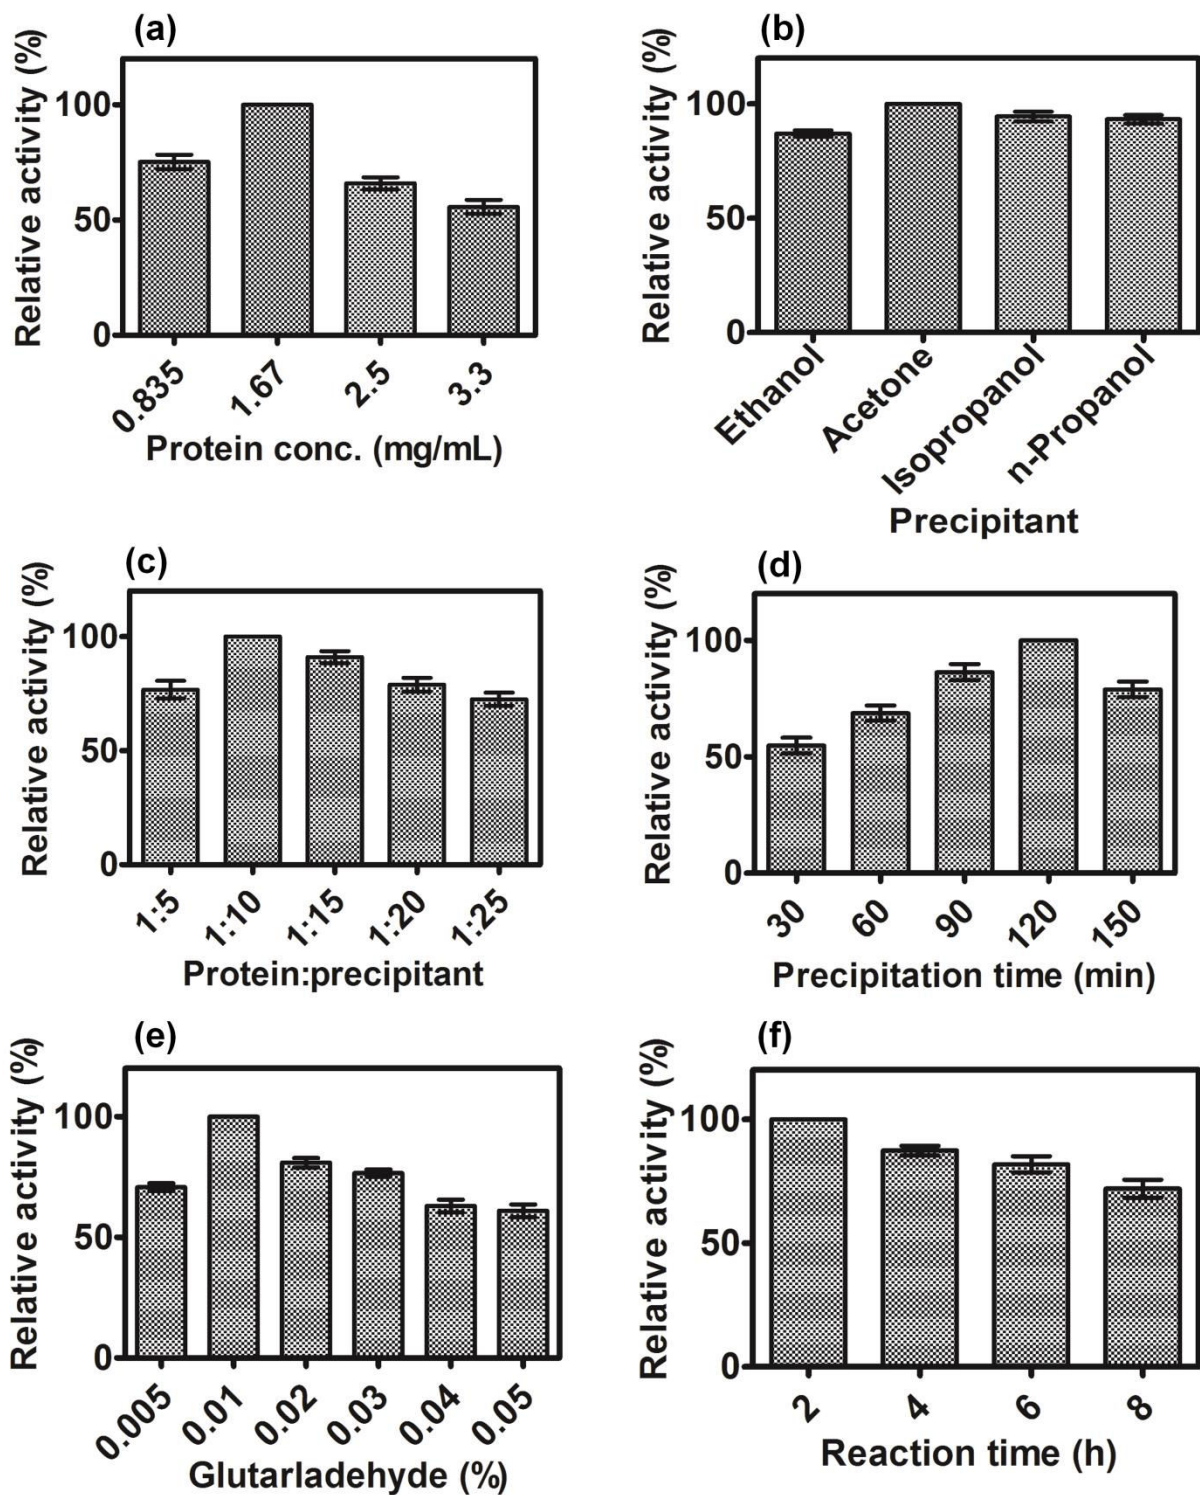 (a)
Relative activity (%)
100
50
0
0.835
1.67
2.5
3.3
Protein conc. (mg/mL)
(b)
Relative activity (%)
100
50
0
Ethanol
Acetone
Isopropanol
n-Propanol
Precipitant
(c)
Relative activity (%)
100
50
0
1:5
1:10
1:15
1:20
1:25
Protein:precipitant
(d)
Relative activity (%)
100
50
0
30
60
90
120
150
Precipitation time (min)
(e)
Relative activity (%)
100
50
0
0.005
0.01
0.02
0.03
0.04
0.05
Glutarladehyde (%)
(f)
Relative activity (%)
100
50
0
2
4
6
8
Reaction time (h)